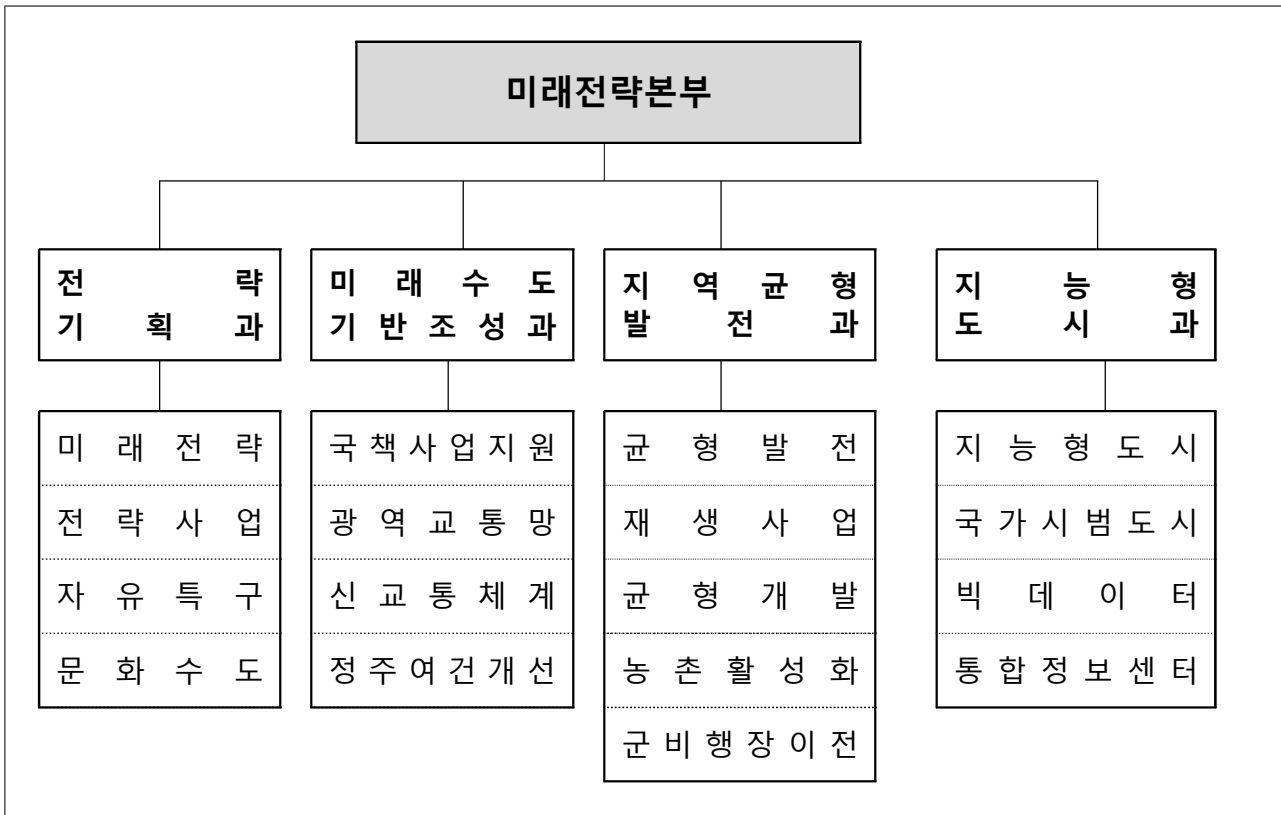 미래전략본부
전략
기획과
미래수도
기반조성과
지역균형
발전과
지능형
도시과
미래전략
전략사업
자유특구
문화수도
국책사업지원
광역교통망
신교통체계
정주여건개선
균형발전
재생사업
균형개발
농촌활성화
군비행장이전
지능형도시
국가시범도시
빅데이터
통합정보센터